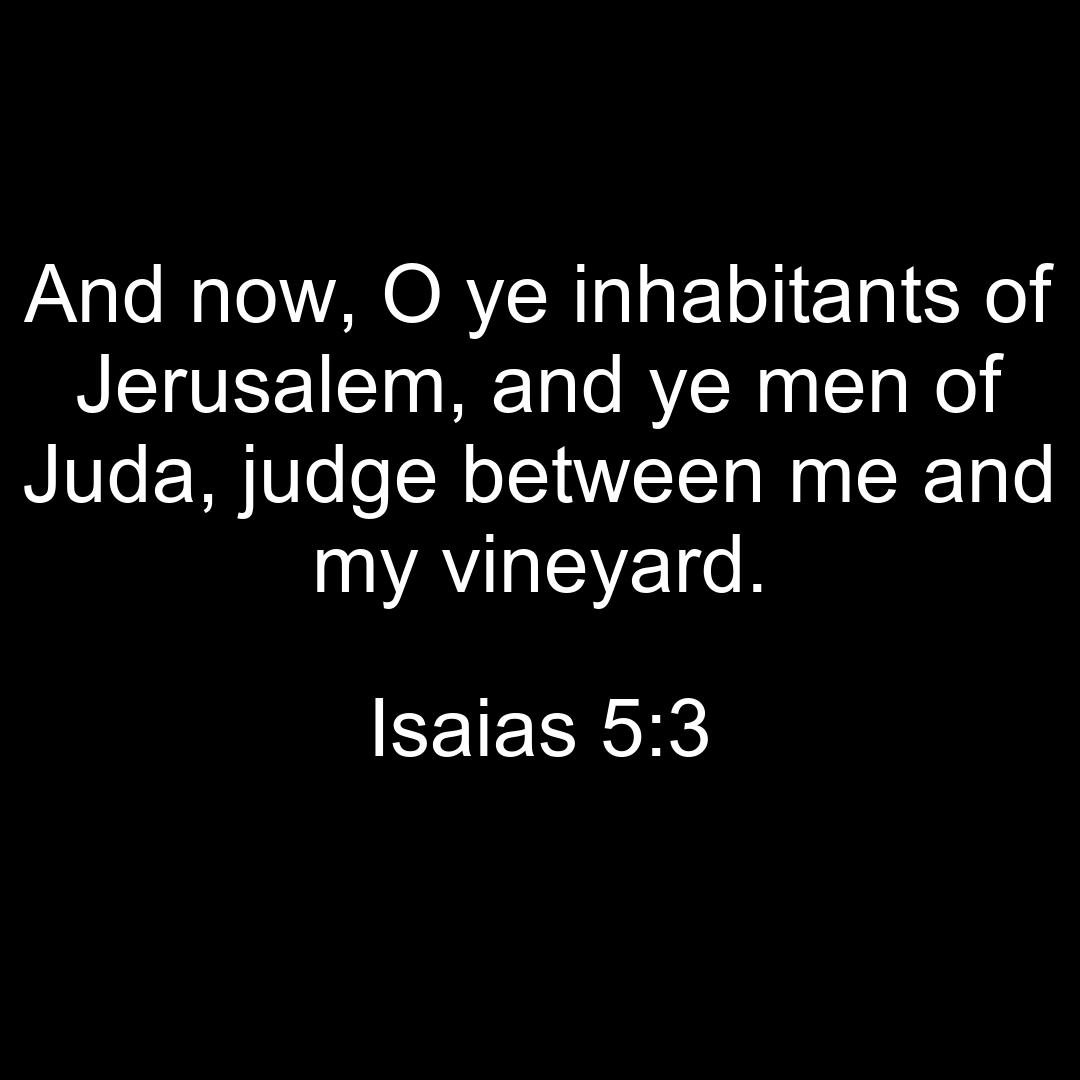 And now, O ye inhabitants of
Jerusalem, and ye men of
Juda, judge between me and
my vineyard.
Isaias 5:3